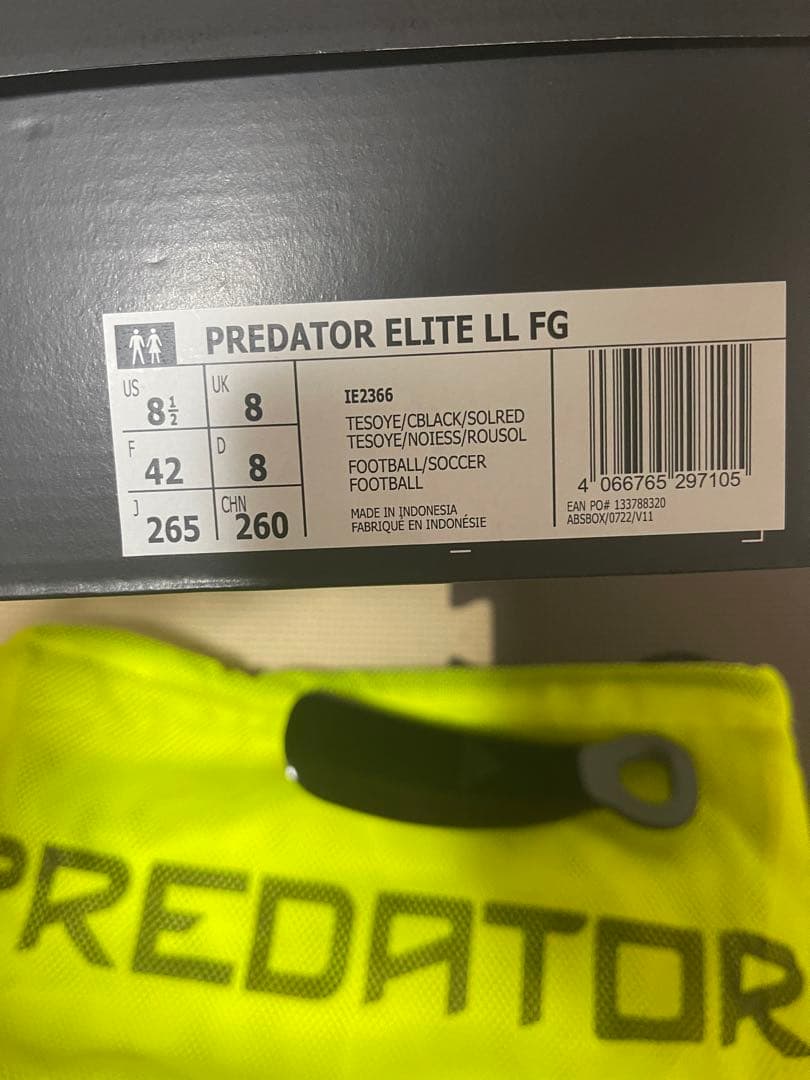 PREDATOR ELITE LL FG
US 8½
UK 8
F 42
D 8
J 265
CHN 260
IE2366
TESOYE/CBLACK/SOLRED
TESOYE/NOIESS/ROUSOL
FOOTBALL/SOCCER
FOOTBALL
MADE IN INDONESIA
FABRIQUÉ EN INDONÉSIE
4 066765 297105
EAN PO# 133788320
ABSBOX/0722/V11
PREDATOR